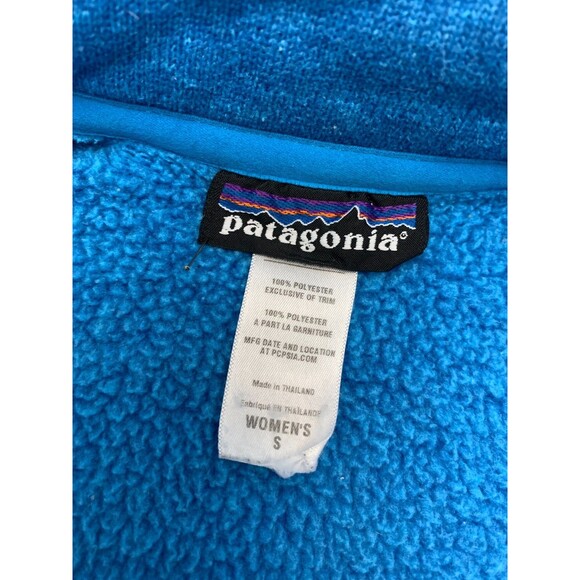 patagonia®
100% POLYESTER
EXCLUSIVE OF TRIM
100% POLYESTER
A PART LA GARNITURE
MFG DATE AND LOCATION
AT PCPSIA.COM
Made in THAILAND
Fabriqué EN THAÏLANDE
WOMEN'S
S